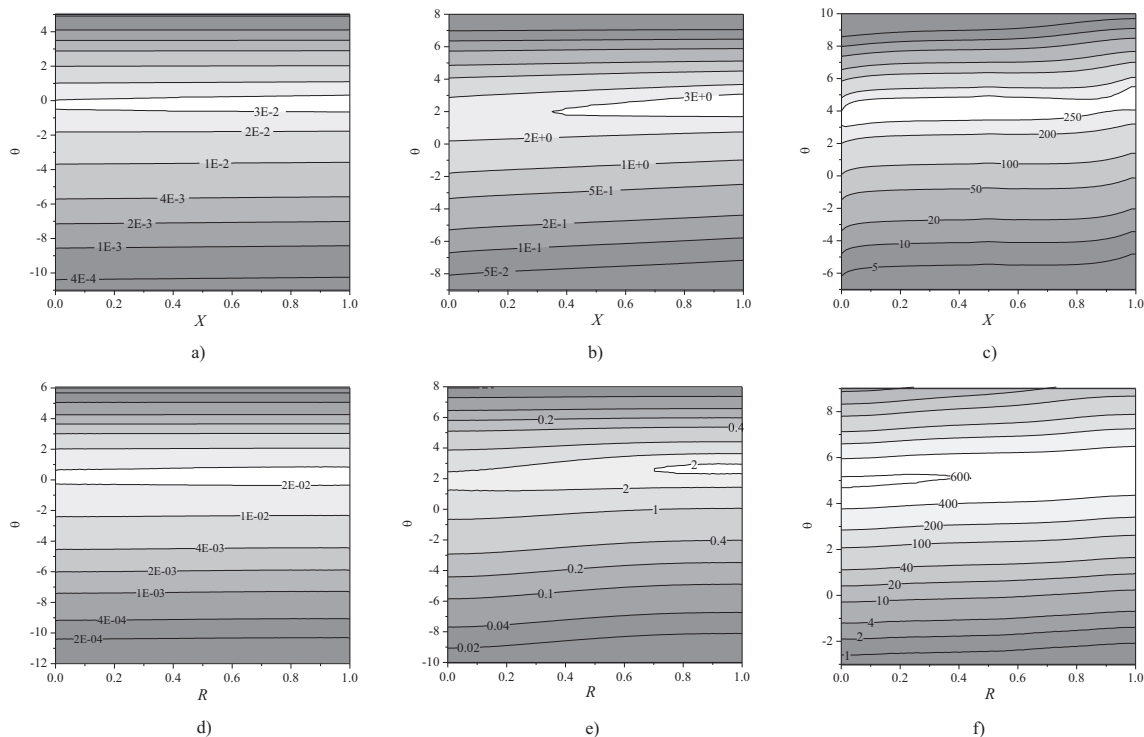 4
2
0
-2
-4
-6
-8
-10
θ
3E-2
2E-2
1E-2
4E-3
2E-3
1E-3
4E-4
0.0 0.2 0.4 0.6 0.8 1.0
X
a)
8
6
4
2
0
-2
-4
-6
-8
θ
3E+0
2E+0
1E+0
5E-1
2E-1
1E-1
5E-2
0.0 0.2 0.4 0.6 0.8 1.0
X
b)
10
8
6
4
2
0
-2
-4
-6
θ
250
200
100
50
20
10
5
0.0 0.2 0.4 0.6 0.8 1.0
X
c)
6
4
2
0
-2
-4
-6
-8
-10
-12
θ
2E-02
1E-02
4E-03
2E-03
1E-03
4E-04
2E-04
0.0 0.2 0.4 0.6 0.8 1.0
R
d)
8
6
4
2
0
-2
-4
-6
-8
-10
θ
0.2
0.4
2
2
1
0.4
0.2
0.1
0.04
0.02
0.0 0.2 0.4 0.6 0.8 1.0
R
e)
8
6
4
2
0
-2
θ
600
400
200
100
40
20
10
4
2
1
0.0 0.2 0.4 0.6 0.8 1.0
R
f)